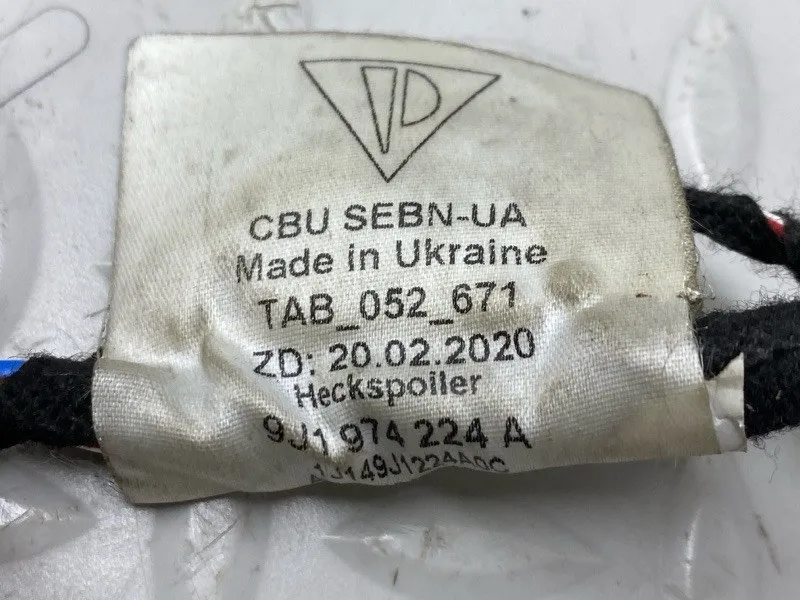 CBU SEBN-UA
Made in Ukraine
TAB_052_671
ZD: 20.02.2020
Heckspoiler
9J1 974 224 A